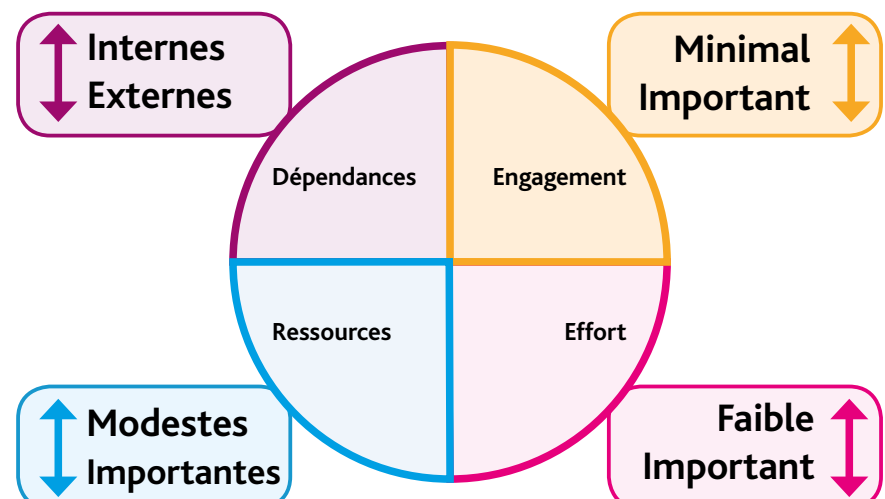 Internes
Externes
Minimal
Important
Dépendances
Engagement
Ressources
Effort
Modestes
Importantes
Faible
Important